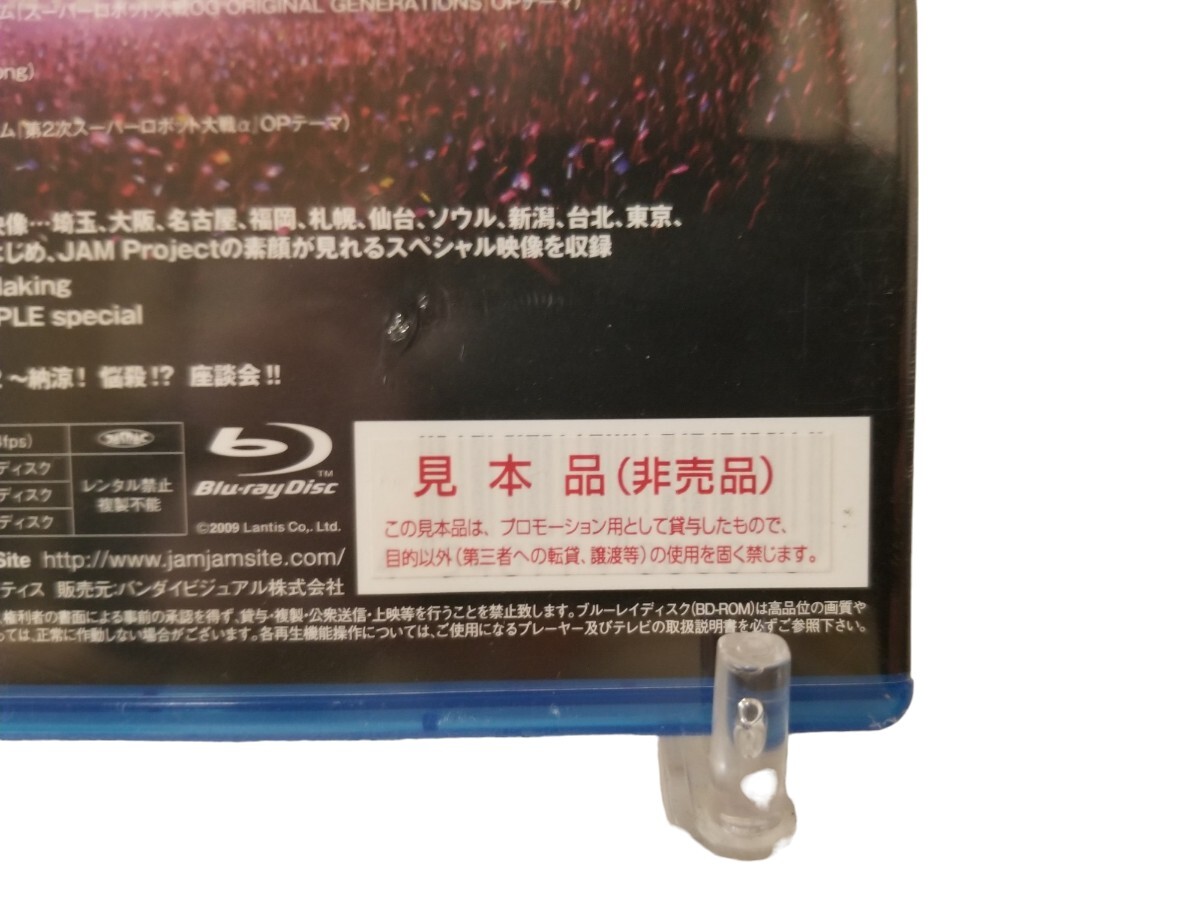 ム『スーパーロボット大戦OG ORIGINAL GENERATIONS』OPテーマ)
ong)
ム『第2次スーパーロボット大戦α』OPテーマ)
映像…埼玉、大阪、名古屋、福岡、札幌、仙台、ソウル、新潟、台北、東京、
はじめ、JAM Projectの素顔が見れるスペシャル映像を収録
Making
PLE special
2 ～納涼! 悩殺!? 座談会!!
fps)
ディスク
ディスク
ディスク
レンタル禁止
複製不能
Blu-ray Disc
TM
©2009 Lantis Co,. Ltd.
見本品(非売品)
この見本品は、プロモーション用として貸与したもので、
目的以外(第三者への転貸、譲渡等)の使用を固く禁じます。
Site http://www.jamjamsite.com/
ティス 販売元:バンダイビジュアル株式会社
権利者の書面による事前の承認を得ず、貸与・複製・公衆送信・上映等を行うことを禁止致します。ブルーレイディスク(BD-ROM)は高品位の画質や
っては、正常に作動しない場合がございます。各再生機能操作については、ご使用になるプレーヤー及びテレビの取扱説明書を必ずご参照下さい。